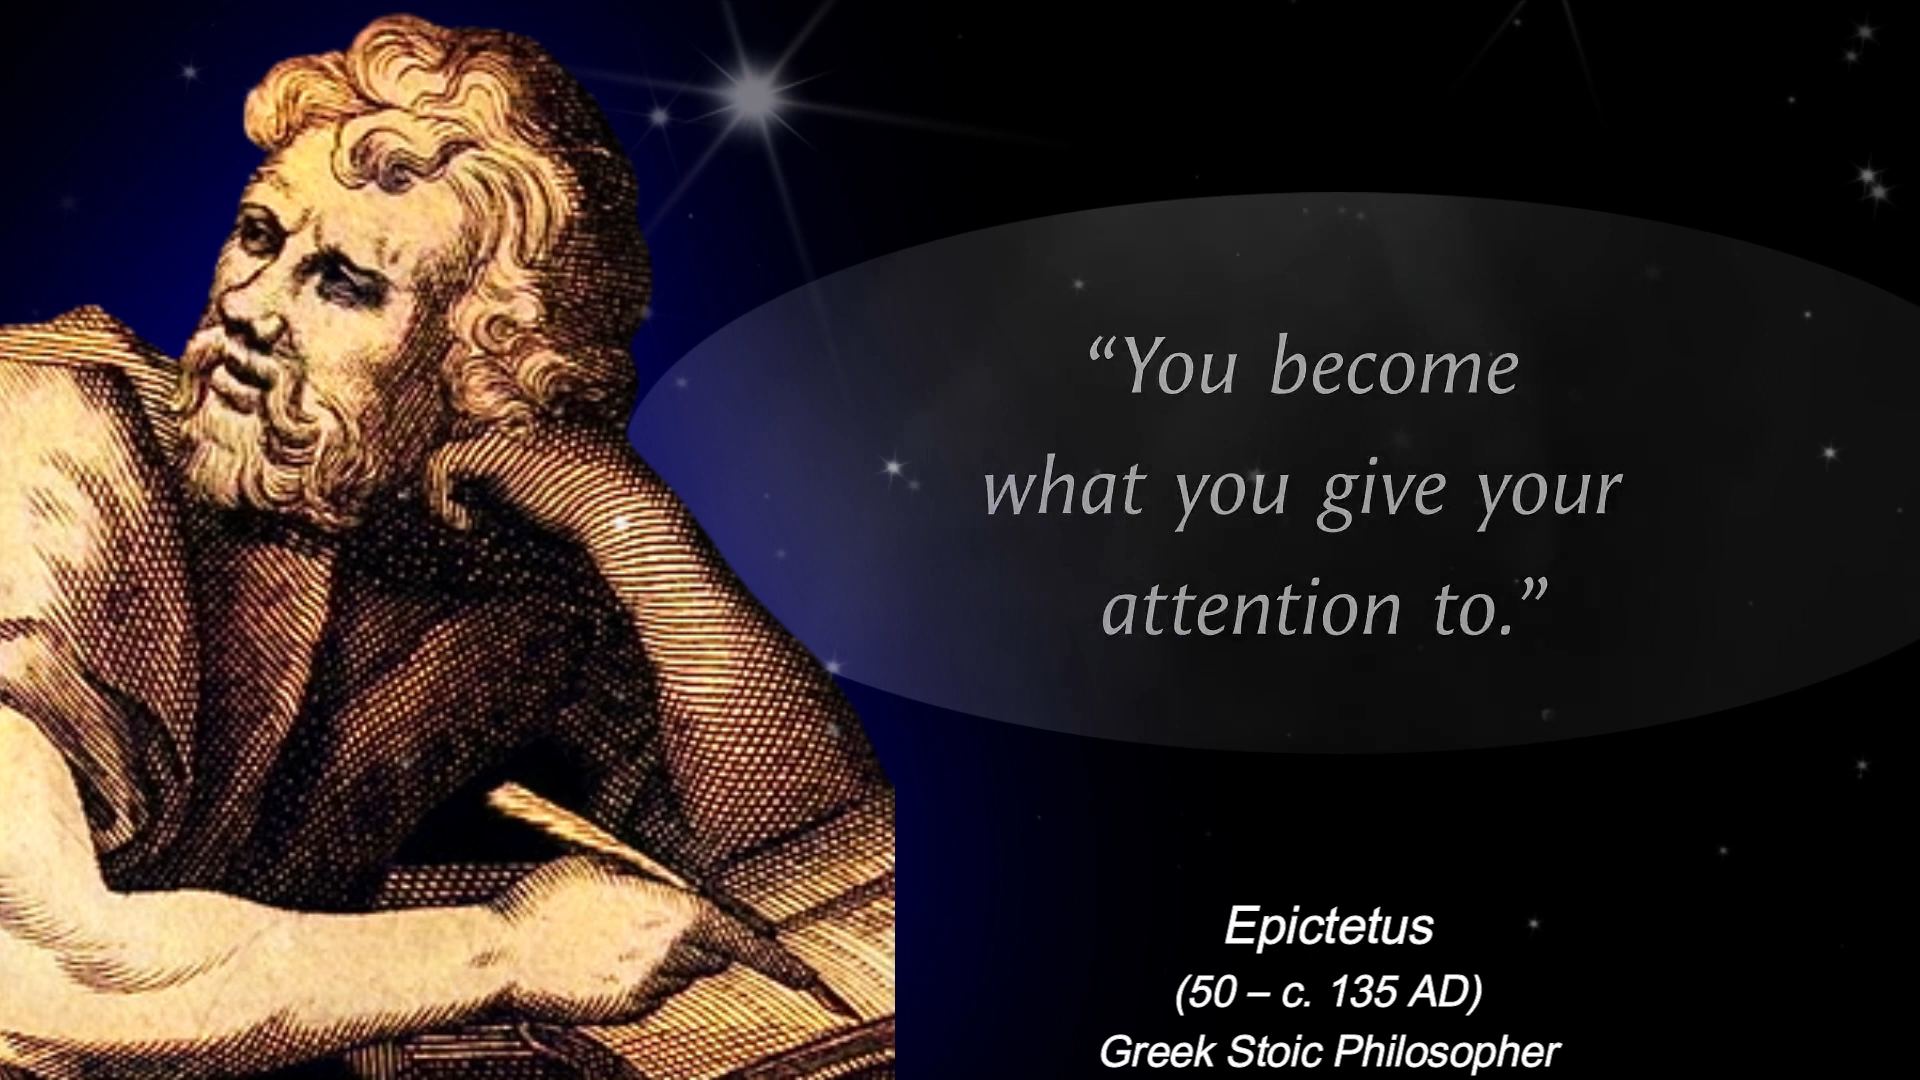 “You become
what you give your
attention to.”
Epictetus
(50 – c. 135 AD)
Greek Stoic Philosopher